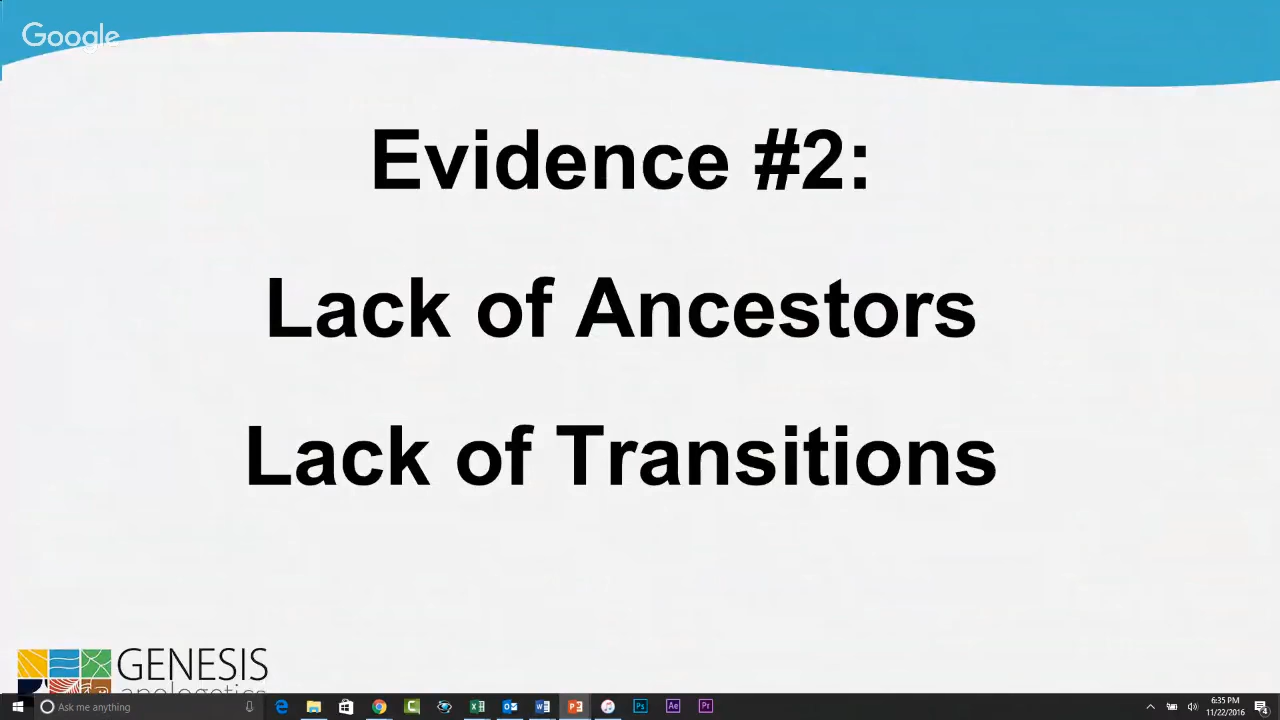 Google
Evidence #2:
Lack of Ancestors
Lack of Transitions
GENESIS
apologetics
Ask me anything
6:35 PM
11/22/2016